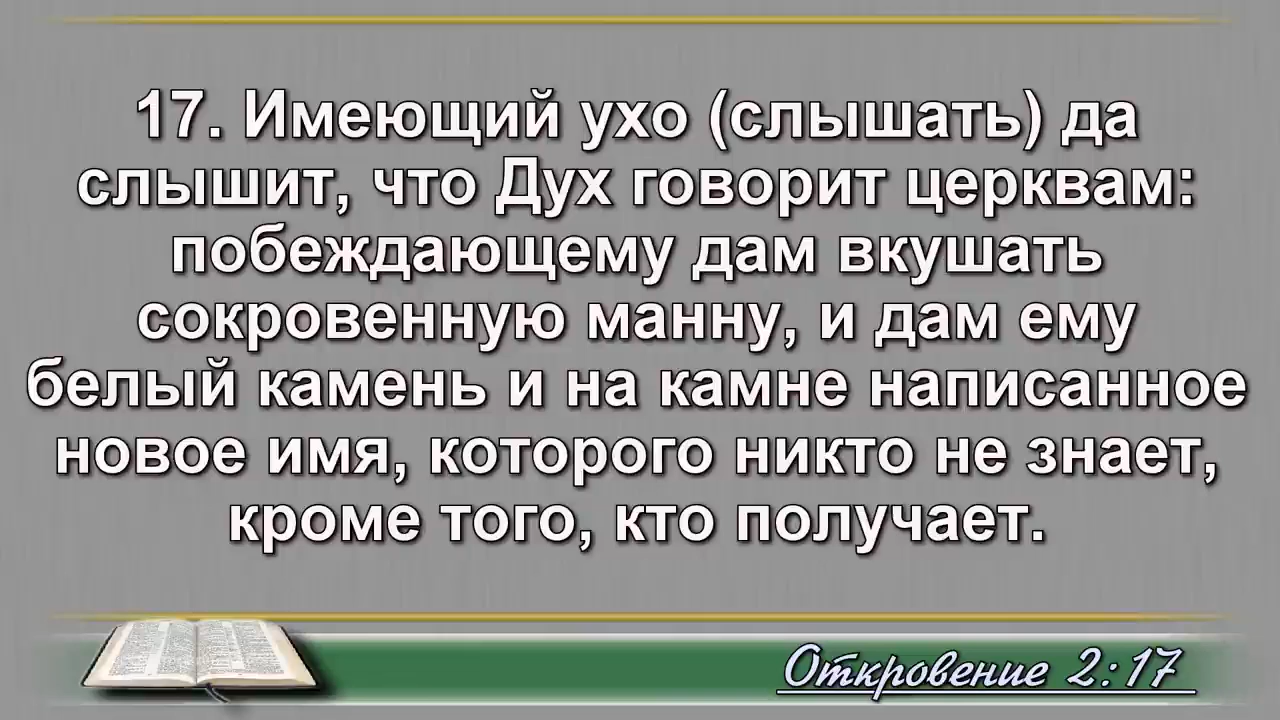 17. Имеющий ухо (слышать) да
слышит, что Дух говорит церквам:
побеждающему дам вкушать
сокровенную манну, и дам ему
белый камень и на камне написанное
новое имя, которого никто не знает,
кроме того, кто получает.
Откровение 2:17